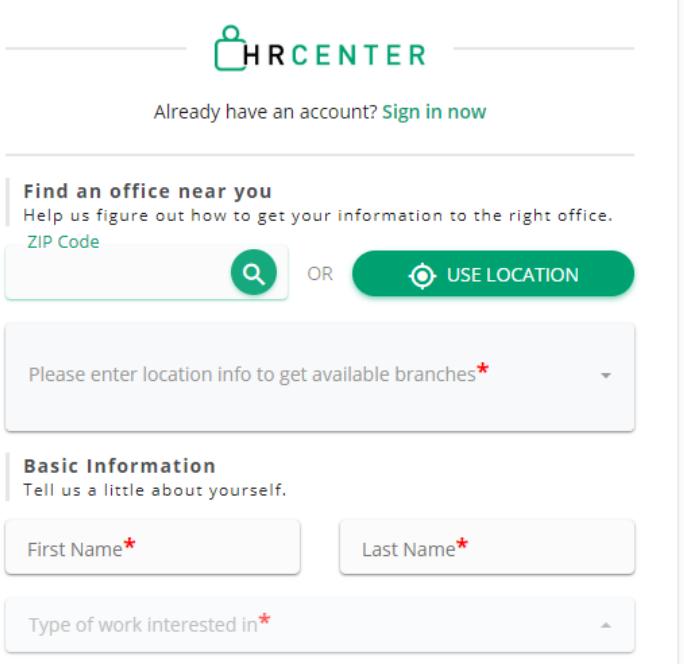 HRCENTER
Already have an account? Sign in now
Find an office near you
Help us figure out how to get your information to the right office.
ZIP Code
OR
USE LOCATION
Please enter location info to get available branches*
Basic Information
Tell us a little about yourself.
First Name*
Last Name*
Type of work interested in*